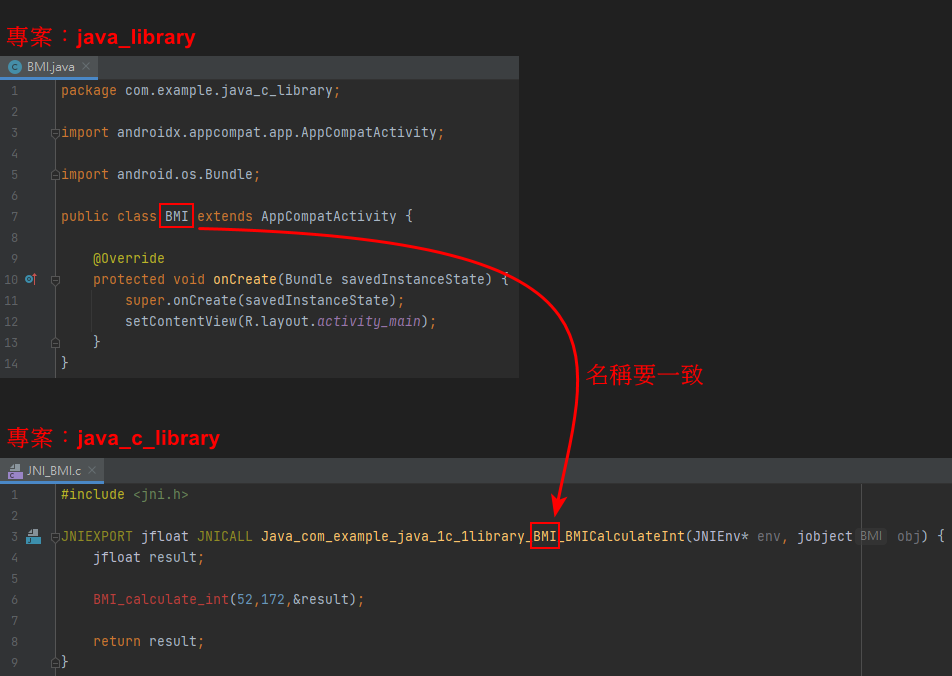 專案：java_library
BMI.java
1 package com.example.java_c_library;
2
3 import androidx.appcompat.app.AppCompatActivity;
4
5 import android.os.Bundle;
6
7 public class BMI extends AppCompatActivity {
8
9 @Override
10 protected void onCreate(Bundle savedInstanceState) {
11 super.onCreate(savedInstanceState);
12 setContentView(R.layout.activity_main);
13 }
14 }
名稱要一致
專案：java_c_library
JNI_BMI.c
1 #include <jni.h>
2
3 JNIEXPORT jfloat JNICALL Java_com_example_java_1c_1library_BMI_BMICalculateInt(JNIEnv* env, jobject BMI obj) {
4 jfloat result;
5
6 BMI_calculate_int(52,172,&result);
7
8 return result;
9 }